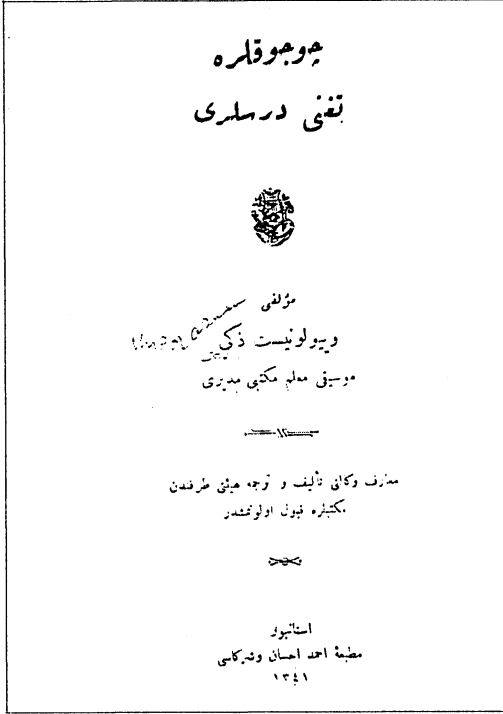 چوجوقلره
تغنی درسلری
مؤلفی
ویولونیست ذکی
موسیقی معلم مکتبی مدیری
معارف وکالتی تألیف و ترجمه هیئتی طرفندن
مکتبلره قبول اولونمشدر
استانبول
مطبعهٔ احمد احسان وشرکاسی
١٣٤١